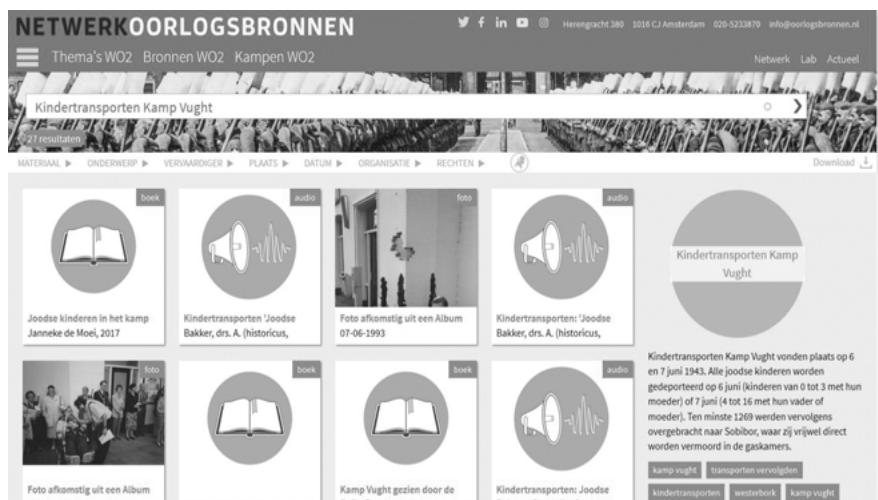 NETWERKOORLOGSBRONNEN
Herengracht 380 1016 CJ Amsterdam 020-5233870 info@oorlogsbronnen.nl
Thema's WO2 Bronnen WO2 Kampen WO2
Netwerk Lab Actueel
Kindertransporten Kamp Vught
27 resultaten
MATERIAAL ONDERWERP VERVAARDIGER PLAATS DATUM ORGANISATIE RECHTEN
Download
boek
Joodse kinderen in het kamp
Janneke de Moei, 2017
audio
Kindertransporten 'Joodse
Bakker, drs. A. (historicus,
foto
Foto afkomstig uit een Album
07-06-1993
audio
Kindertransporten: 'Joodse
Bakker, drs. A. (historicus,
foto
Foto afkomstig uit een Album
boek
boek
Kamp Vught gezien door de
audio
Kindertransporten: Joodse
Kindertransporten Kamp
Vught
Kindertransporten Kamp Vught vonden plaats op 6
en 7 juni 1943. Alle joodse kinderen worden
gedeporteerd op 6 juni (kinderen van 0 tot 3 met hun
moeder) of 7 juni (4 tot 16 met hun vader of
moeder). Ten minste 1269 werden vervolgens
overgebracht naar Sobibor, waar zij vrijwel direct
worden vermoord in de gaskamers.
kamp vught transporten vervolgden
kindertransporten westerbork kamp vught